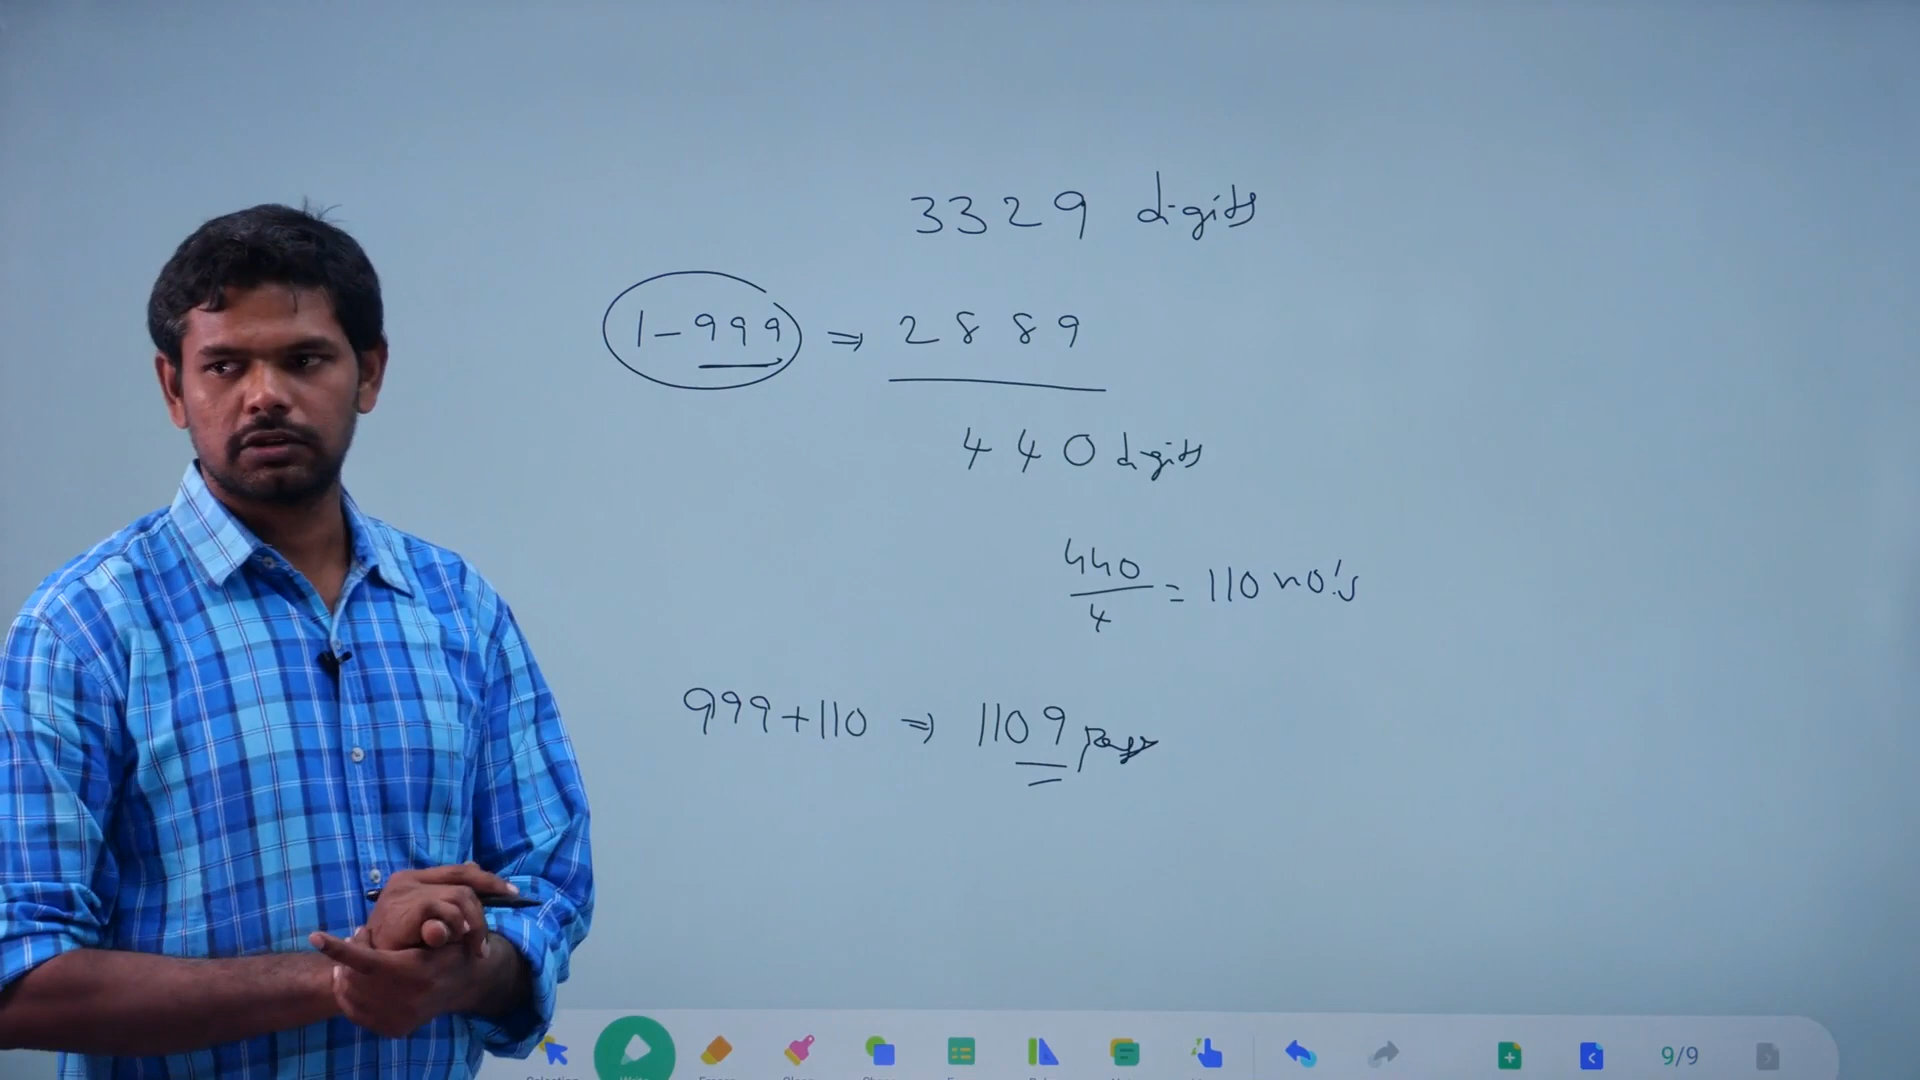 3329 digits
1-999 ⇒ 2889
440 digits
440/4 = 110 no.'s
999+110 ⇒ 1109 pages
9/9